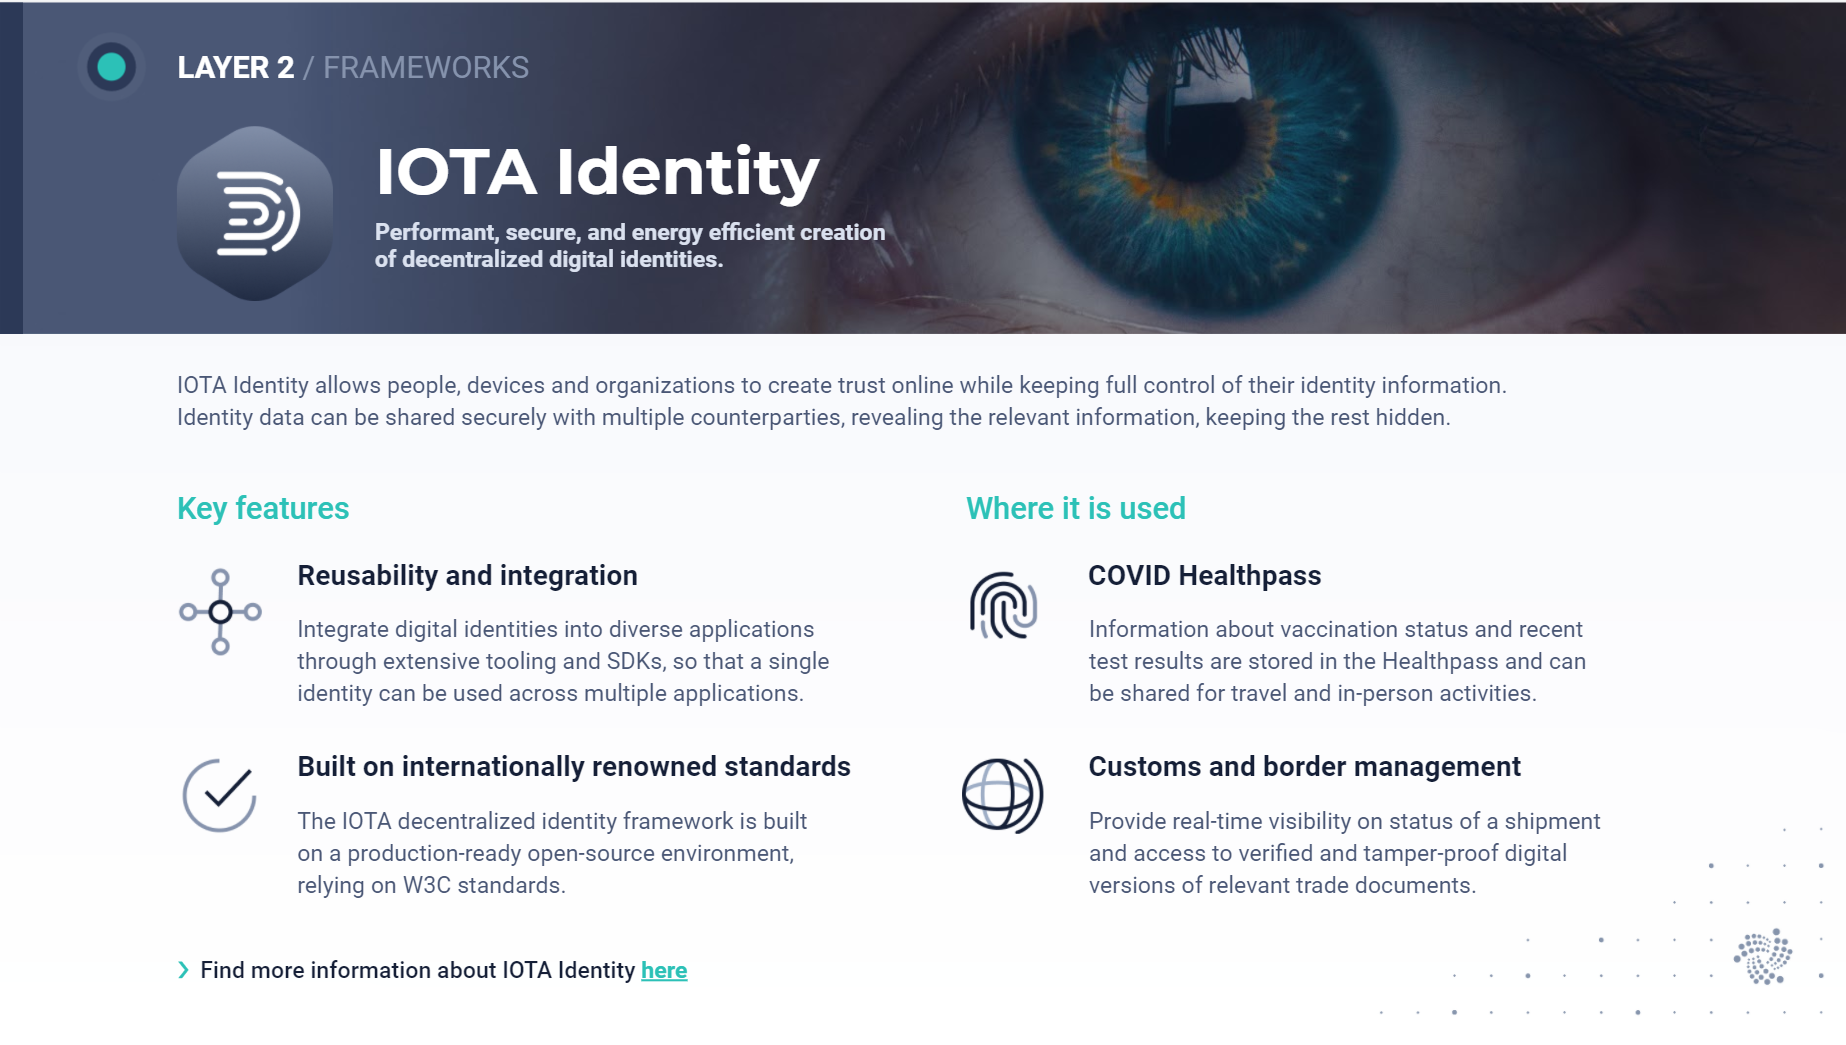 LAYER 2 / FRAMEWORKS
IOTA Identity
Performant, secure, and energy efficient creation
of decentralized digital identities.
IOTA Identity allows people, devices and organizations to create trust online while keeping full control of their identity information.
Identity data can be shared securely with multiple counterparties, revealing the relevant information, keeping the rest hidden.
Key features
Reusability and integration
Integrate digital identities into diverse applications
through extensive tooling and SDKs, so that a single
identity can be used across multiple applications.
Built on internationally renowned standards
The IOTA decentralized identity framework is built
on a production-ready open-source environment,
relying on W3C standards.
Where it is used
COVID Healthpass
Information about vaccination status and recent
test results are stored in the Healthpass and can
be shared for travel and in-person activities.
Customs and border management
Provide real-time visibility on status of a shipment
and access to verified and tamper-proof digital
versions of relevant trade documents.
Find more information about IOTA Identity here